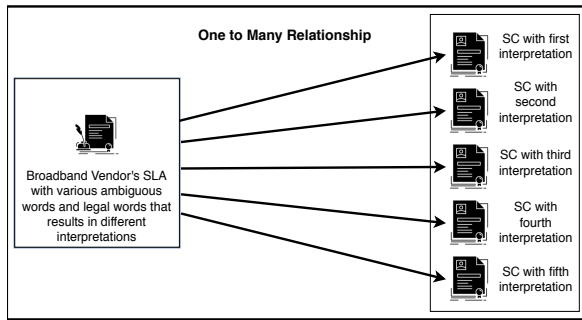 One to Many Relationship
Broadband Vendor's SLA
with various ambiguous
words and legal words that
results in different
interpretations
SC with first
interpretation
SC with
second
interpretation
SC with third
interpretation
SC with
fourth
interpretation
SC with fifth
interpretation